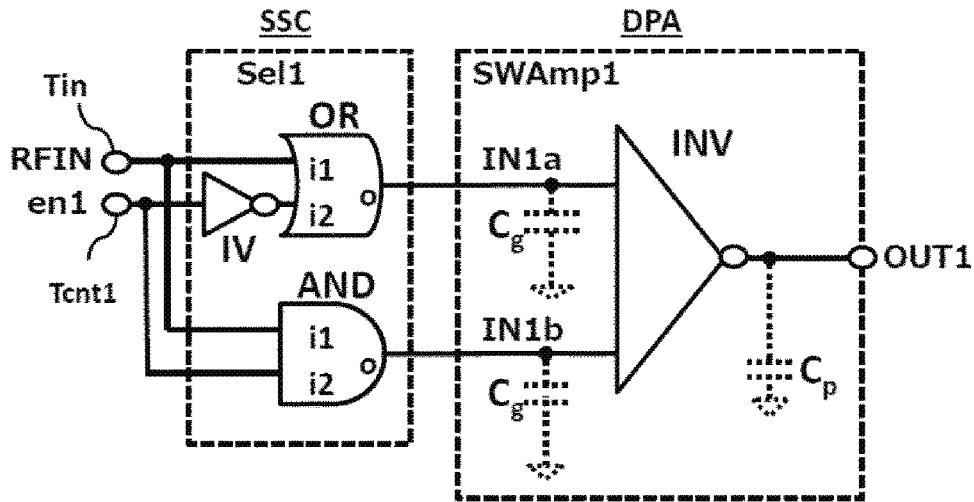 SSC
DPA
Sel1
SWAmp1
Tin
OR
INV
RFIN
i1
IN1a
en1
i2
o
Cg
IV
OUT1
Tcnt1
AND
IN1b
i1
o
i2
Cg
Cp